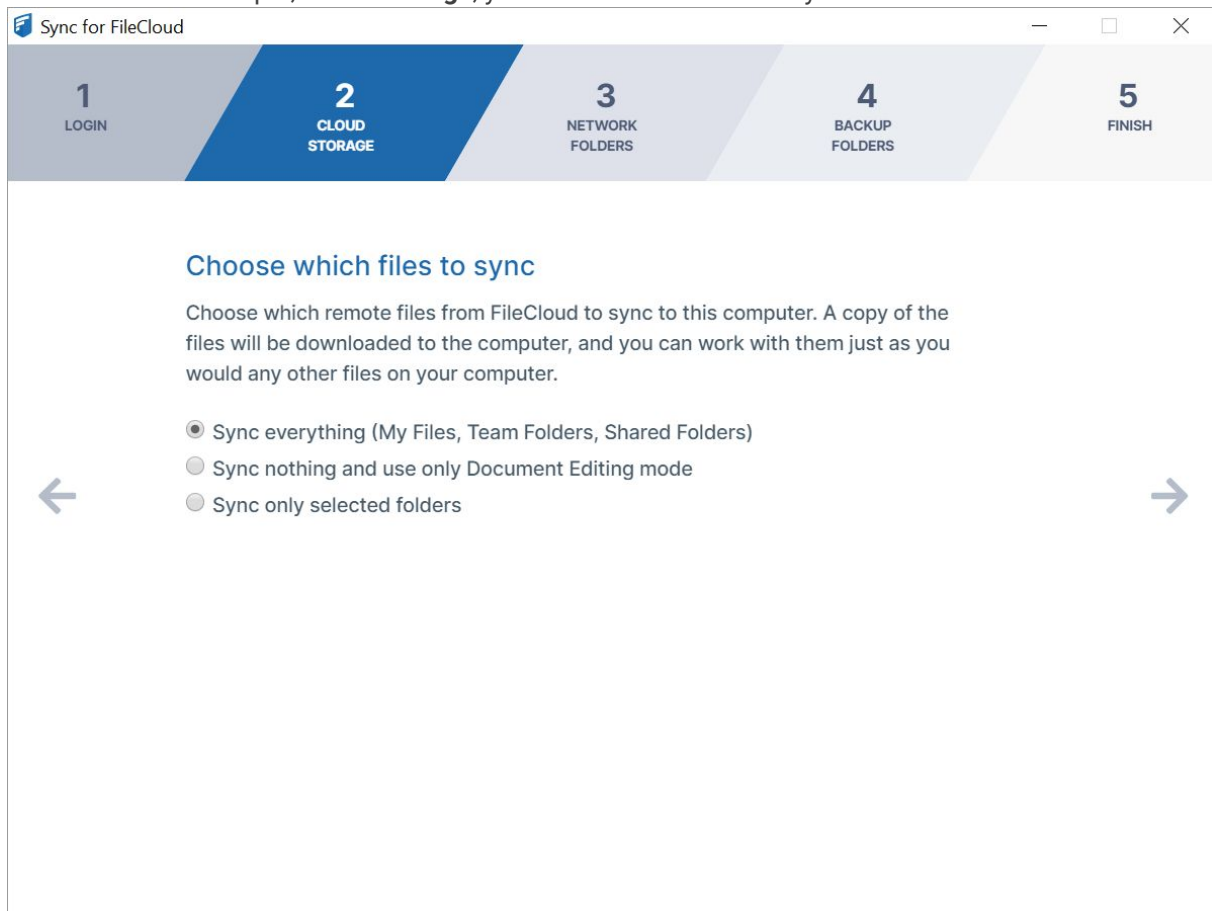 Sync for FileCloud
1
LOGIN
2
CLOUD
STORAGE
3
NETWORK
FOLDERS
4
BACKUP
FOLDERS
5
FINISH
Choose which files to sync
Choose which remote files from FileCloud to sync to this computer. A copy of the
files will be downloaded to the computer, and you can work with them just as you
would any other files on your computer.
Sync everything (My Files, Team Folders, Shared Folders)
Sync nothing and use only Document Editing mode
Sync only selected folders